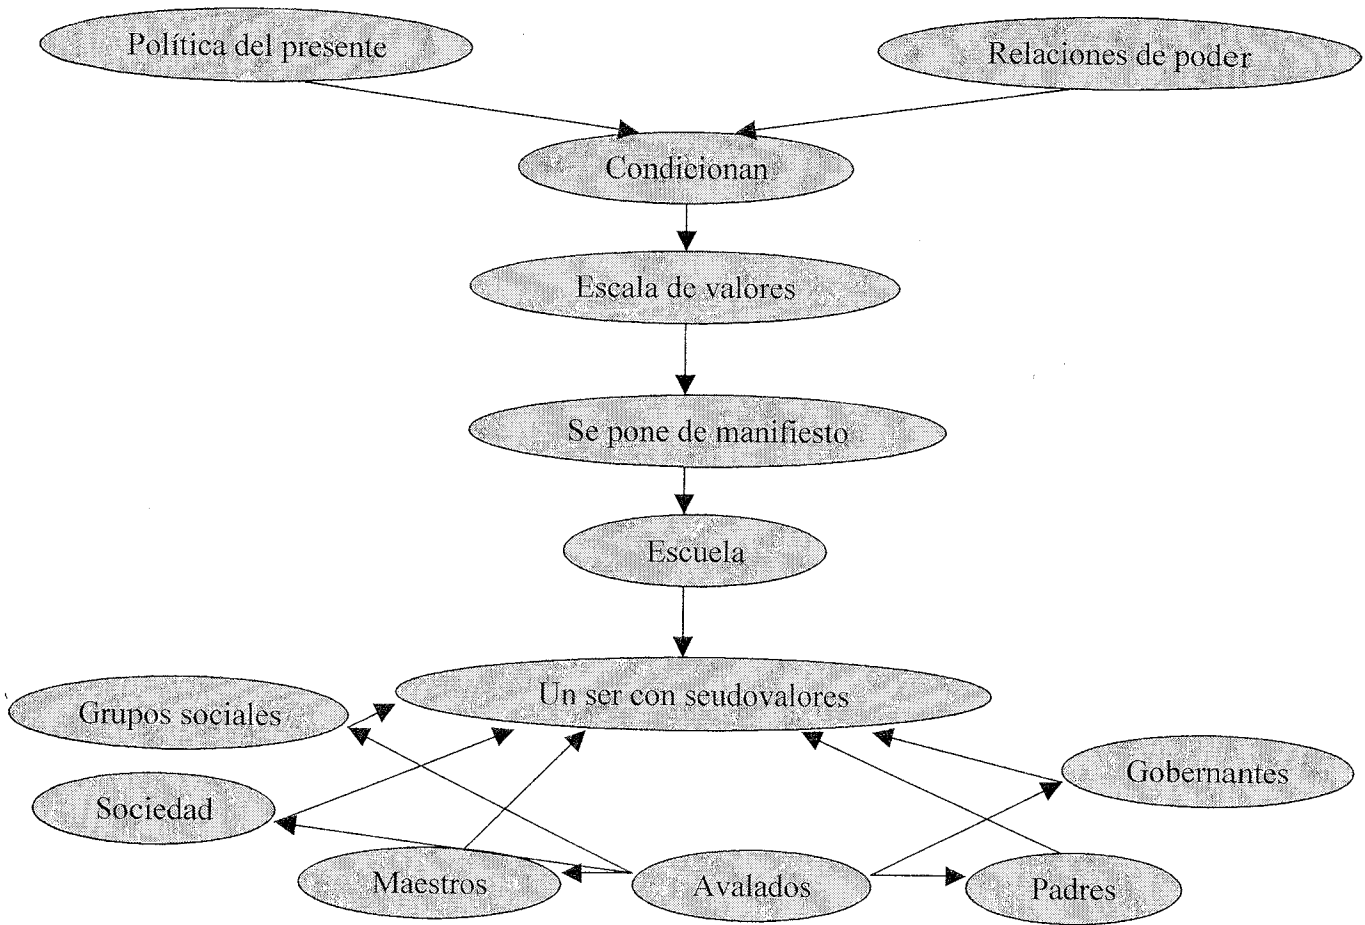 Política del presente
Relaciones de poder
Condicionan
Escala de valores
Se pone de manifiesto
Escuela
Un ser con seudovalores
Grupos sociales
Gobernantes
Sociedad
Maestros
Avalados
Padres